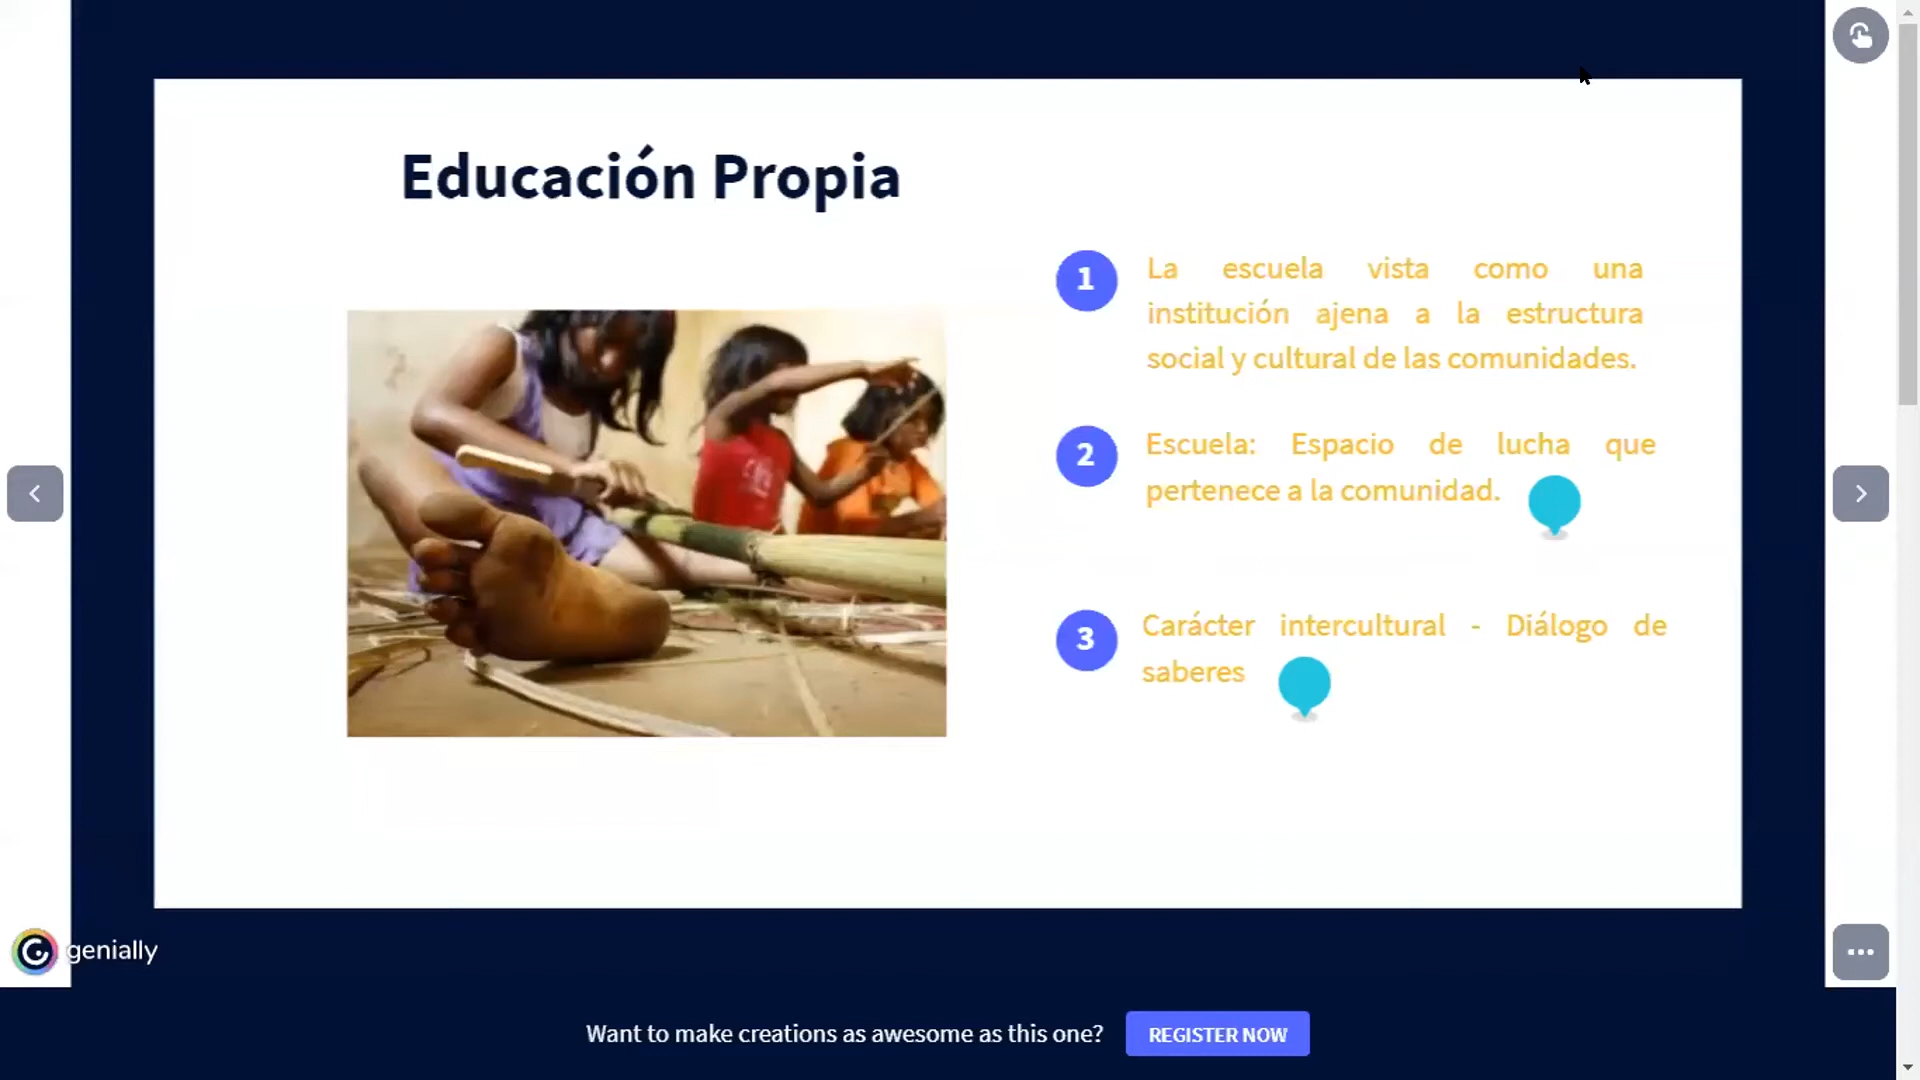 Educación Propia
1
La escuela vista como una
institución ajena a la estructura
social y cultural de las comunidades.
2
Escuela: Espacio de lucha que
pertenece a la comunidad.
3
Carácter intercultural - Diálogo de
saberes
genially
Want to make creations as awesome as this one?
REGISTER NOW